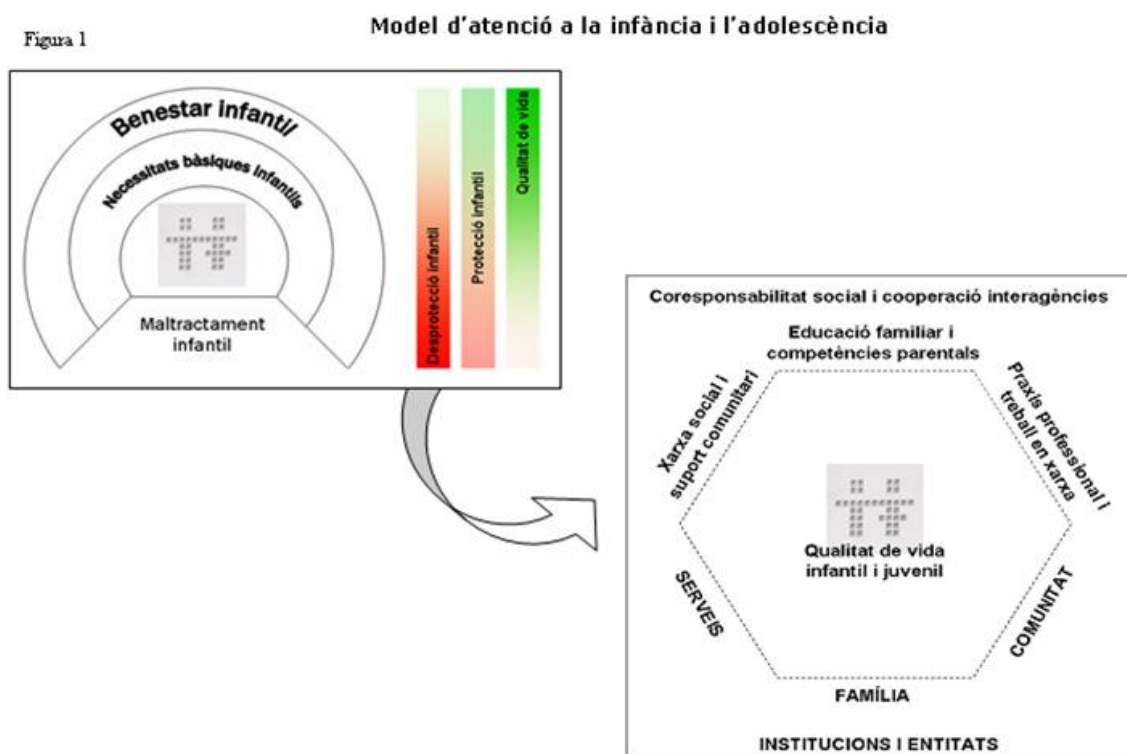 Model d'atenció a la infància i l'adolescència
Figura 1
Benestar infantil
Necessitats bàsiques infantils
Maltractament
infantil
Desprotecció infantil
Protecció infantil
Qualitat de vida
Coresponsabilitat social i cooperació interagències
Educació familiar i
competències parentals
Xarxa social i
suport comunitari
Praxis professional i
treball en xarxa
Qualitat de vida
infantil i juvenil
SERVEIS
COMUNITAT
FAMÍLIA
INSTITUCIONS I ENTITATS